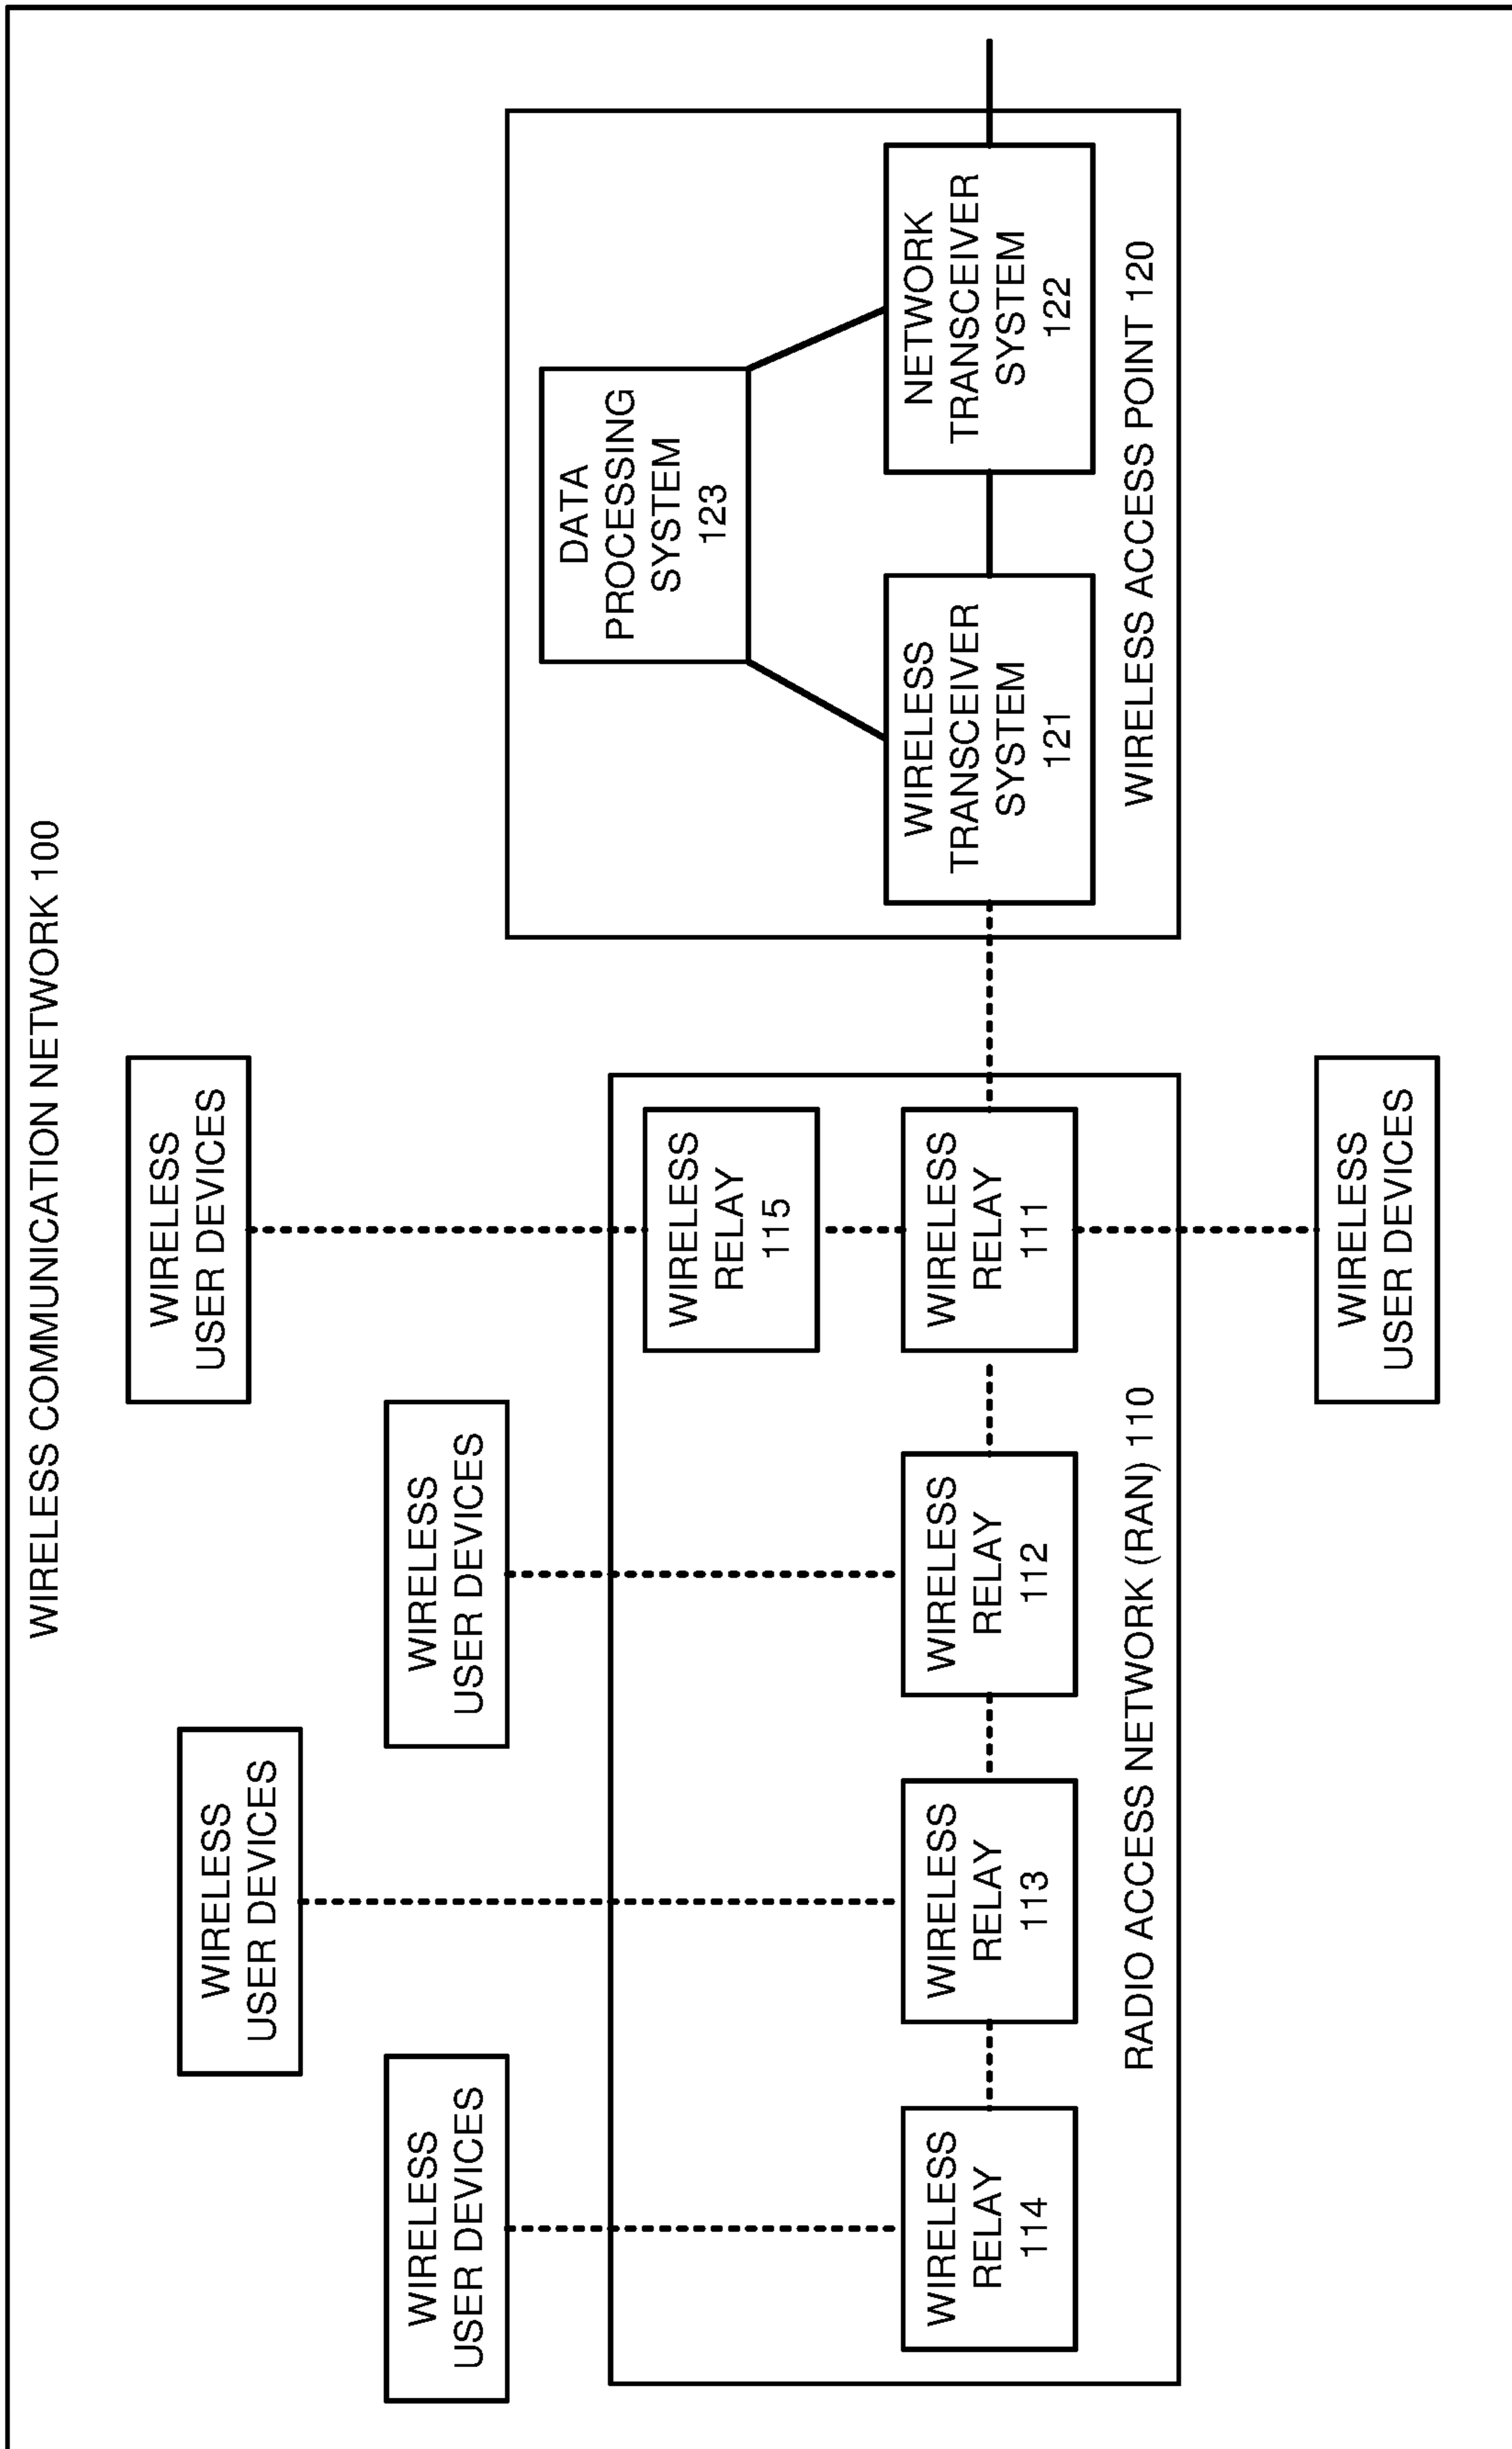 WIRELESS COMMUNICATION NETWORK 100
WIRELESS
USER DEVICES
WIRELESS
USER DEVICES
WIRELESS
USER DEVICES
WIRELESS
USER DEVICES
WIRELESS
RELAY
115
WIRELESS
RELAY
114
WIRELESS
RELAY
113
WIRELESS
RELAY
112
WIRELESS
RELAY
111
RADIO ACCESS NETWORK (RAN) 110
WIRELESS
USER DEVICES
DATA
PROCESSING
SYSTEM
123
WIRELESS
TRANSCEIVER
SYSTEM
121
NETWORK
TRANSCEIVER
SYSTEM
122
WIRELESS ACCESS POINT 120